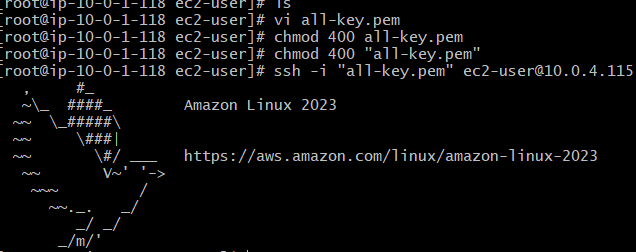 [root@ip-10-0-1-118 ec2-user]# ls
[root@ip-10-0-1-118 ec2-user]# vi all-key.pem
[root@ip-10-0-1-118 ec2-user]# chmod 400 all-key.pem
[root@ip-10-0-1-118 ec2-user]# chmod 400 "all-key.pem"
[root@ip-10-0-1-118 ec2-user]# ssh -i "all-key.pem" ec2-user@10.0.4.115
   ,     #_
   ~\_  ####_        Amazon Linux 2023
  ~~  \_#####\
  ~~     \###|
  ~~       \#/ ___   https://aws.amazon.com/linux/amazon-linux-2023
   ~~       V~' '->
    ~~~         /
      ~~._.   _/
         _/ _/
       _/m/'